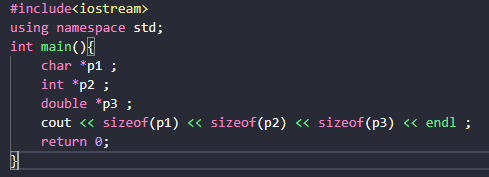 #include<iostream>
using namespace std;
int main(){
    char *p1 ;
    int *p2 ;
    double *p3 ;
    cout << sizeof(p1) << sizeof(p2) << sizeof(p3) << endl ;
    return 0;
}